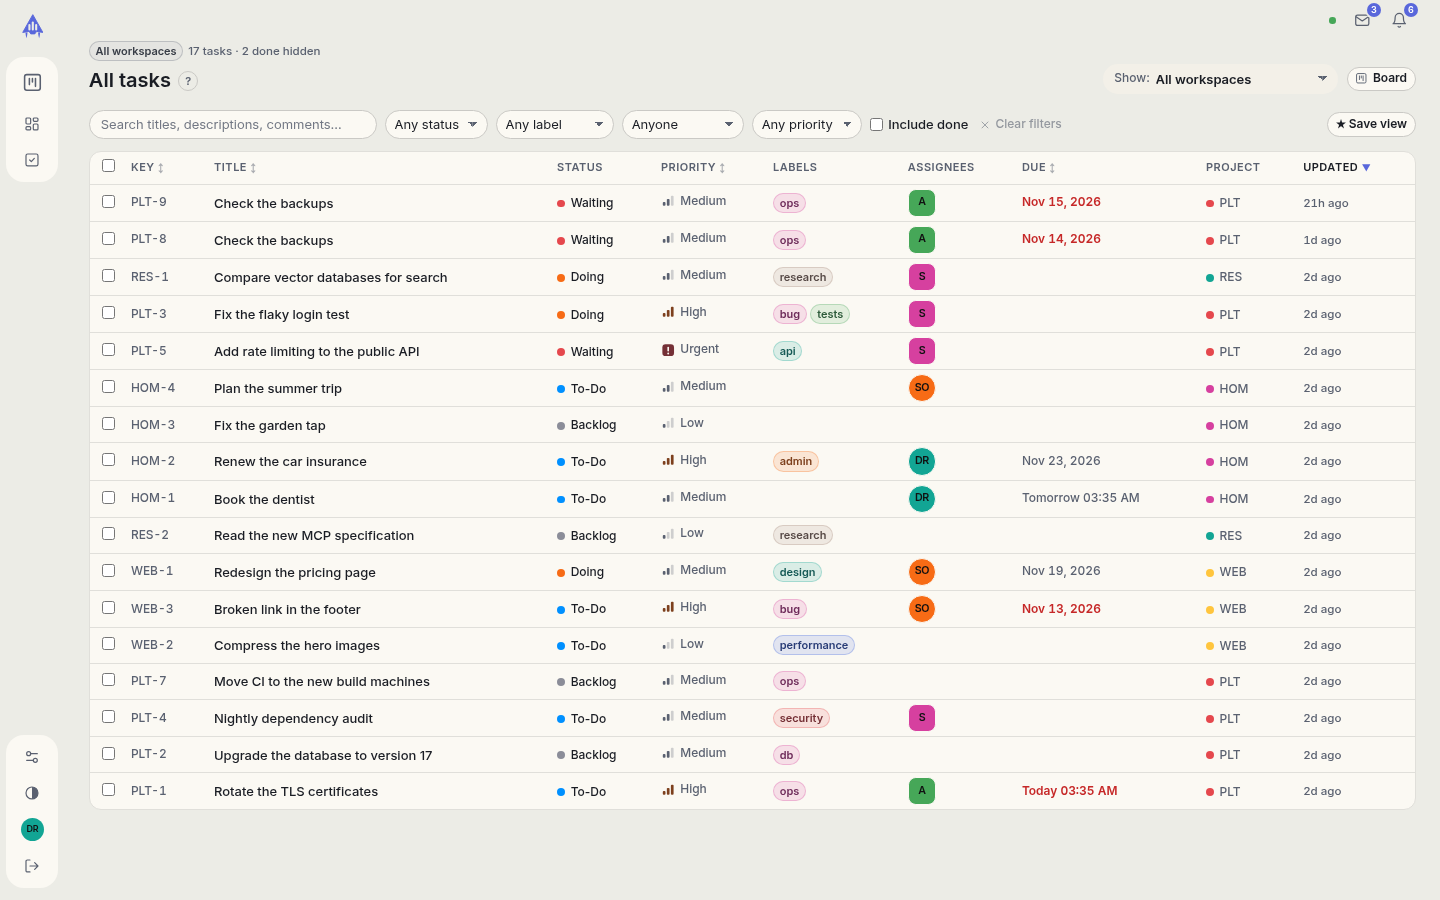 3 6
All workspaces 17 tasks · 2 done hidden
All tasks ? Show: All workspaces Board
Search titles, descriptions, comments... Any status Any label Anyone Any priority Include done × Clear filters ★ Save view
KEY ↕ TITLE ↕ STATUS PRIORITY ↕ LABELS ASSIGNEES DUE ↕ PROJECT UPDATED ▼
PLT-9 Check the backups Waiting Medium ops A Nov 15, 2026 PLT 21h ago
PLT-8 Check the backups Waiting Medium ops A Nov 14, 2026 PLT 1d ago
RES-1 Compare vector databases for search Doing Medium research S RES 2d ago
PLT-3 Fix the flaky login test Doing High bug tests S PLT 2d ago
PLT-5 Add rate limiting to the public API Waiting Urgent api S PLT 2d ago
HOM-4 Plan the summer trip To-Do Medium SO HOM 2d ago
HOM-3 Fix the garden tap Backlog Low HOM 2d ago
HOM-2 Renew the car insurance To-Do High admin DR Nov 23, 2026 HOM 2d ago
HOM-1 Book the dentist To-Do Medium DR Tomorrow 03:35 AM HOM 2d ago
RES-2 Read the new MCP specification Backlog Low research RES 2d ago
WEB-1 Redesign the pricing page Doing Medium design SO Nov 19, 2026 WEB 2d ago
WEB-3 Broken link in the footer To-Do High bug SO Nov 13, 2026 WEB 2d ago
WEB-2 Compress the hero images To-Do Low performance WEB 2d ago
PLT-7 Move CI to the new build machines Backlog Medium ops PLT 2d ago
PLT-4 Nightly dependency audit To-Do Medium security S PLT 2d ago
PLT-2 Upgrade the database to version 17 Backlog Medium db PLT 2d ago
PLT-1 Rotate the TLS certificates To-Do High ops A Today 03:35 AM PLT 2d ago
DR